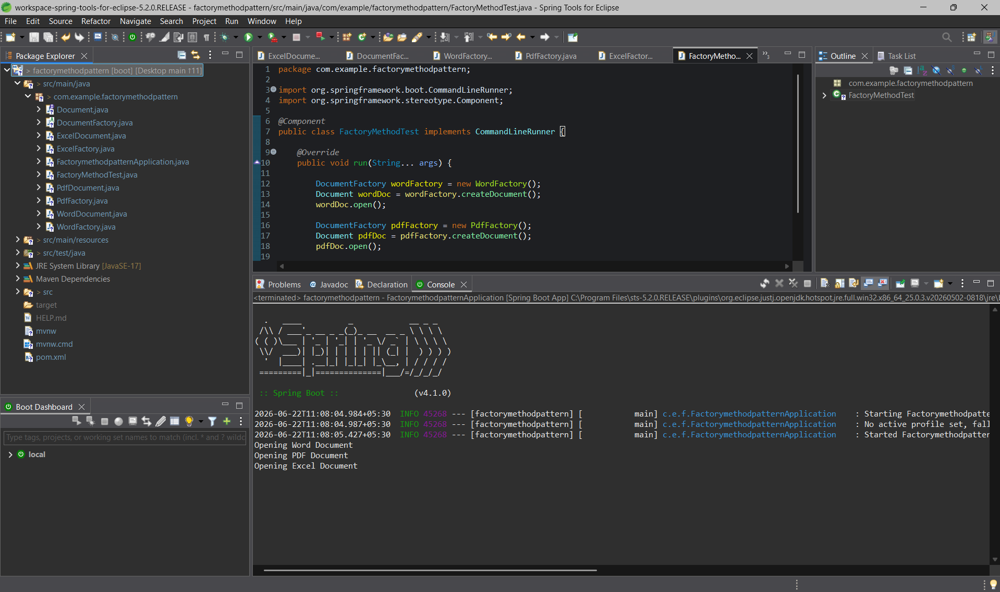 workspace-spring-tools-for-eclipse-5.2.0.RELEASE - factorymethodpattern/src/main/java/com/example/factorymethodpattern/FactoryMethodTest.java - Spring Tools for Eclipse
File Edit Source Refactor Navigate Search Project Run Window Help
Package Explorer
> factorymethodpattern [boot] [Desktop main ↑11]
> src/main/java
> com.example.factorymethodpattern
Document.java
DocumentFactory.java
ExcelDocument.java
ExcelFactory.java
FactorymethodpatternApplication.java
FactoryMethodTest.java
PdfDocument.java
PdfFactory.java
WordDocument.java
WordFactory.java
> src/main/resources
> src/test/java
JRE System Library [JavaSE-17]
Maven Dependencies
> src
target
HELP.md
mvnw
mvnw.cmd
pom.xml
Boot Dashboard
Type tags, projects, or working set names to match (incl. * and ? wildc
local
ExcelDocume... DocumentFac... WordFactory... PdfFactory.java ExcelFactor... FactoryMetho... »3
1 package com.example.factorymethodpattern;
2
3 import org.springframework.boot.CommandLineRunner;
4 import org.springframework.stereotype.Component;
5
6 @Component
7 public class FactoryMethodTest implements CommandLineRunner {
8
9 @Override
10 public void run(String... args) {
11
12 DocumentFactory wordFactory = new WordFactory();
13 Document wordDoc = wordFactory.createDocument();
14 wordDoc.open();
15
16 DocumentFactory pdfFactory = new PdfFactory();
17 Document pdfDoc = pdfFactory.createDocument();
18 pdfDoc.open();
19
Outline Task List
com.example.factorymethodpattern
FactoryMethodTest
Problems Javadoc Declaration Console
<terminated> factorymethodpattern - FactorymethodpatternApplication [Spring Boot App] C:\Program Files\sts-5.2.0.RELEASE\plugins\org.eclipse.justj.openjdk.hotspot.jre.full.win32.x86_64_25.0.3.v20260502-0818\jre\
  .   ____          _            __ _ _
 /\\ / ___'_ __ _ _(_)_ __  __ _ \ \ \ \
( ( )\___ | '_ | '_| | '_ \/ _` | \ \ \ \
 \\/  ___)| |_)| | | | | || (_| |  ) ) ) )
  '  |____| .__|_| |_|_| |_\__, | / / / /
 =========|_|==============|___/=/_/_/_/
:: Spring Boot :: (v4.1.0)
2026-06-22T11:08:04.984+05:30 INFO 45268 --- [factorymethodpattern] [ main] c.e.f.FactorymethodpatternApplication : Starting Factorymethodpatte
2026-06-22T11:08:04.987+05:30 INFO 45268 --- [factorymethodpattern] [ main] c.e.f.FactorymethodpatternApplication : No active profile set, fall
2026-06-22T11:08:05.427+05:30 INFO 45268 --- [factorymethodpattern] [ main] c.e.f.FactorymethodpatternApplication : Started Factorymethodpatter
Opening Word Document
Opening PDF Document
Opening Excel Document